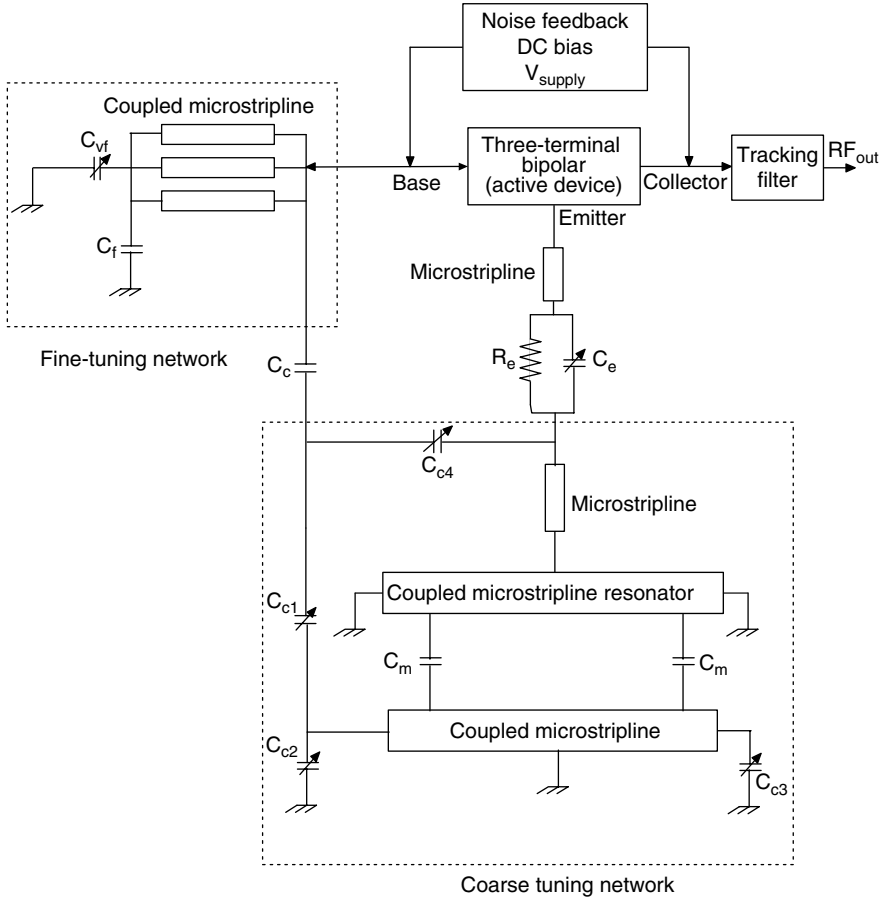 Noise feedback
DC bias
V_supply
Coupled microstripline
C_vf
C_f
Fine-tuning network
Base
Three-terminal
bipolar
(active device)
Collector
Tracking
filter
RF_out
Emitter
Microstripline
R_e
C_e
C_c
C_c4
Microstripline
Coupled microstripline resonator
C_c1
C_m
C_m
Coupled microstripline
C_c2
C_c3
Coarse tuning network